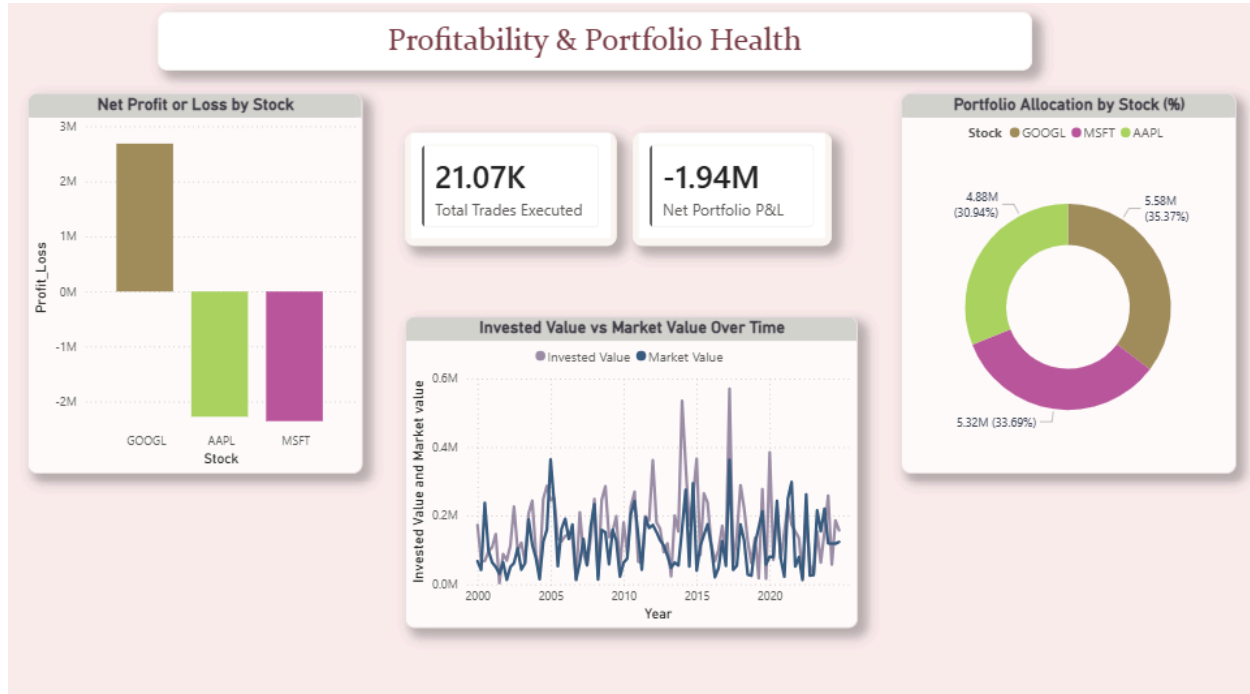 Profitability & Portfolio Health
Net Profit or Loss by Stock
3M
2M
1M
0M
-1M
-2M
Profit_Loss
GOOGL AAPL MSFT
Stock
21.07K
Total Trades Executed
-1.94M
Net Portfolio P&L
Invested Value vs Market Value Over Time
Invested Value Market Value
0.6M
0.4M
0.2M
0.0M
Invested Value and Market value
2000 2005 2010 2015 2020
Year
Portfolio Allocation by Stock (%)
Stock GOOGL MSFT AAPL
4.88M
(30.94%)
5.58M
(35.37%)
5.32M (33.69%)